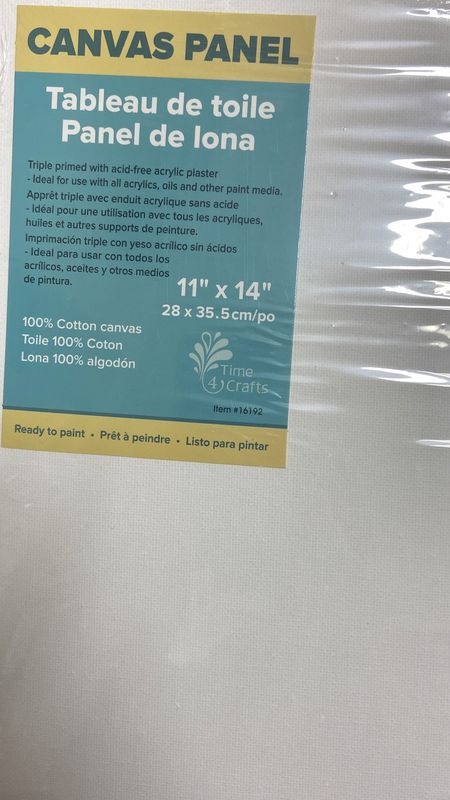 CANVAS PANEL
Tableau de toile
Panel de lona
Triple primed with acid-free acrylic plaster
- Ideal for use with all acrylics, oils and other paint media.
Apprêt triple avec enduit acrylique sans acide
- Idéal pour une utilisation avec tous les acryliques,
huiles et autres supports de peinture.
Imprimación triple con yeso acrílico sin ácidos
- Ideal para usar con todos los
acrílicos, aceites y otros medios
de pintura.
11" x 14"
28 x 35.5cm/po
100% Cotton canvas
Toile 100% Coton
Lona 100% algodón
Time
4 Crafts
Item #16192
Ready to paint • Prêt à peindre • Listo para pintar